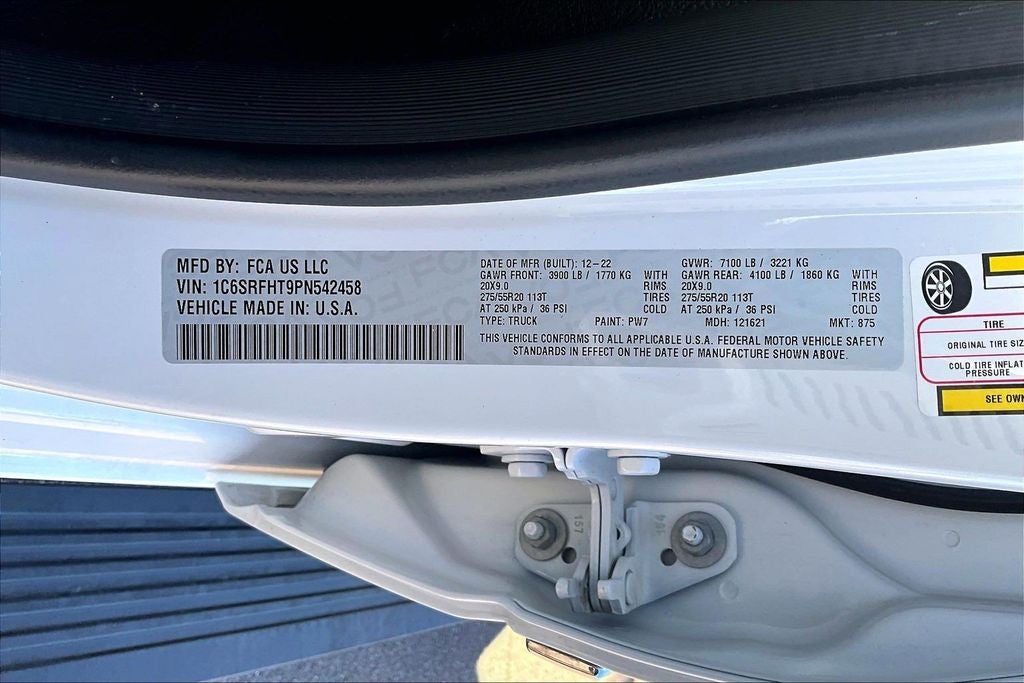 MFD BY: FCA US LLC
VIN: 1C6SRFHT9PN542458
VEHICLE MADE IN: U.S.A.
DATE OF MFR (BUILT): 12-22
GAWR FRONT: 3900 LB / 1770 KG WITH
20X9.0 RIMS
275/55R20 113T TIRES
AT 250 kPa / 36 PSI COLD
TYPE: TRUCK PAINT: PW7
GVWR: 7100 LB / 3221 KG
GAWR REAR: 4100 LB / 1860 KG WITH
20X9.0 RIMS
275/55R20 113T TIRES
AT 250 kPa / 36 PSI COLD
MDH: 121621 MKT: 875
THIS VEHICLE CONFORMS TO ALL APPLICABLE U.S.A. FEDERAL MOTOR VEHICLE SAFETY
STANDARDS IN EFFECT ON THE DATE OF MANUFACTURE SHOWN ABOVE.
TIRE
ORIGINAL TIRE SIZ
COLD TIRE INFLAT
PRESSURE
SEE OWN
157